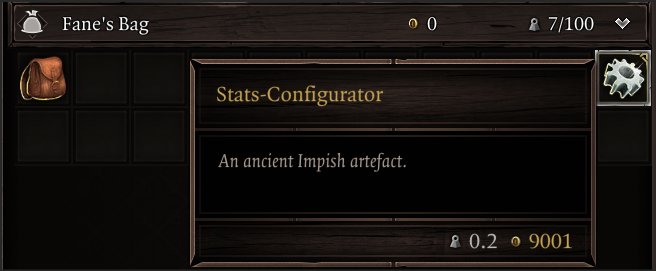 Fane's Bag 0 7/100
Stats-Configurator
An ancient Impish artefact.
0.2 9001